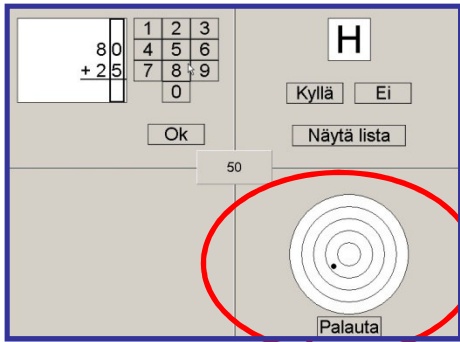 80
+ 25
1 2 3
4 5 6
7 8 9
0
Ok
H
Kyllä Ei
Näytä lista
50
Palauta